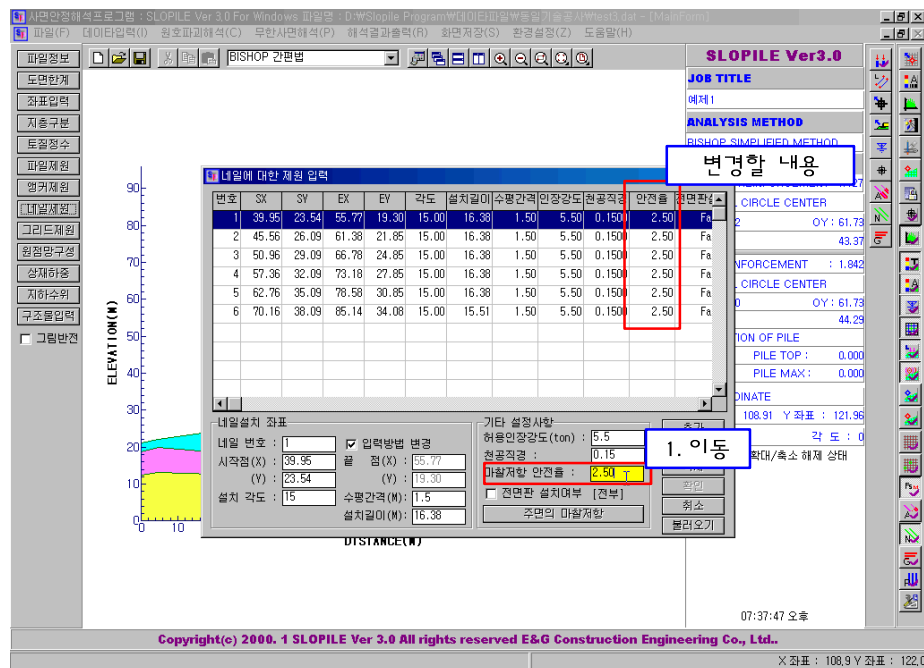 사면안정해석프로그램 : SLOPILE Ver 3.0 For Windows 파일명 : D:₩Slopile Program₩데이타파일₩동일기술공사₩test3.dat - [MainForm]
파일(F) 데이타입력(I) 원호파괴해석(C) 무한사면해석(P) 해석결과출력(R) 화면저장(S) 환경설정(Z) 도움말(H)
BISHOP 간편법
파일정보
도면한계
좌표입력
지층구분
토질정수
파일제원
앵커제원
네일제원
그리드제원
원점망구성
상재하중
지하수위
구조물입력
그림반전
ELEVATION(M)
90
80
70
60
50
40
30
20
10
0
0 10
DISTANCE(M)
SLOPILE Ver3.0
JOB TITLE
예제1
ANALYSIS METHOD
BISHOP SIMPLIFIED METHOD
변경할 내용
27
CIRCLE CENTER
OY: 61.73
43.37
NFORCEMENT : 1.842
CIRCLE CENTER
OY: 61.73
44.29
ION OF PILE
PILE TOP : 0.000
PILE MAX : 0.000
DINATE
108.91 Y 좌표 : 121.96
각 도 : 0
확대/축소 해제 상태
07:37:47 오후
네일에 대한 제원 입력
번호 SX SY EX EY 각도 설치길이 수평간격 인장강도 천공직경 안전율
1 39.95 23.54 55.77 19.30 15.00 16.38 1.50 5.50 0.1500 2.50 Fa
2 45.56 26.09 61.38 21.85 15.00 16.38 1.50 5.50 0.1500 2.50 Fa
3 50.96 29.09 66.78 24.85 15.00 16.38 1.50 5.50 0.1500 2.50 Fa
4 57.36 32.09 73.18 27.85 15.00 16.38 1.50 5.50 0.1500 2.50 Fa
5 62.76 35.09 78.58 30.85 15.00 16.38 1.50 5.50 0.1500 2.50 Fa
6 70.16 38.09 85.14 34.08 15.00 15.51 1.50 5.50 0.1500 2.50 Fa
네일설치 좌표
네일 번호 : 1 입력방법 변경
시작점(X) : 39.95 끝 점(X) : 55.77
(Y) : 23.54 (Y) : 19.30
설치 각도 : 15 수평간격(M): 1.5
설치길이(M): 16.38
기타 설정사항
허용인장강도(ton) : 5.5
천공직경 : 0.15
마찰저항 안전율 : 2.50
전면판 설치여부 [전부]
주면의 마찰저항
1. 이동
확인
취소
불러오기
Copyright(c) 2000. 1 SLOPILE Ver 3.0 All rights reserved E&G Construction Engineering Co., Ltd..
X 좌표 : 108.9 Y 좌표 : 122.0